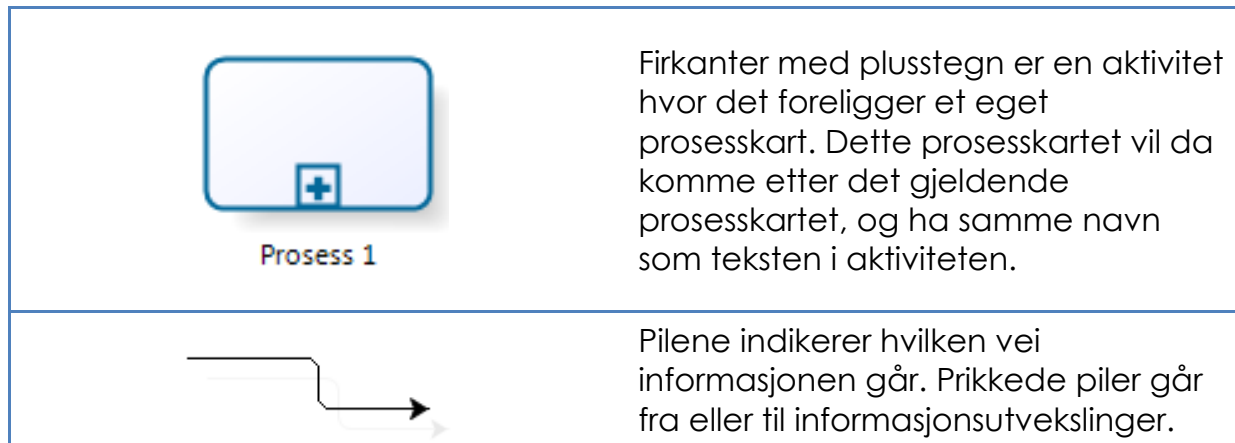 Firkanter med plusstegn er en aktivitet
hvor det foreligger et eget
prosesskart. Dette prosesskartet vil da
komme etter det gjeldende
prosesskartet, og ha samme navn
som teksten i aktiviteten.
Prosess 1
Pilene indikerer hvilken vei
informasjonen går. Prikkede piler går
fra eller til informasjonsutvekslinger.